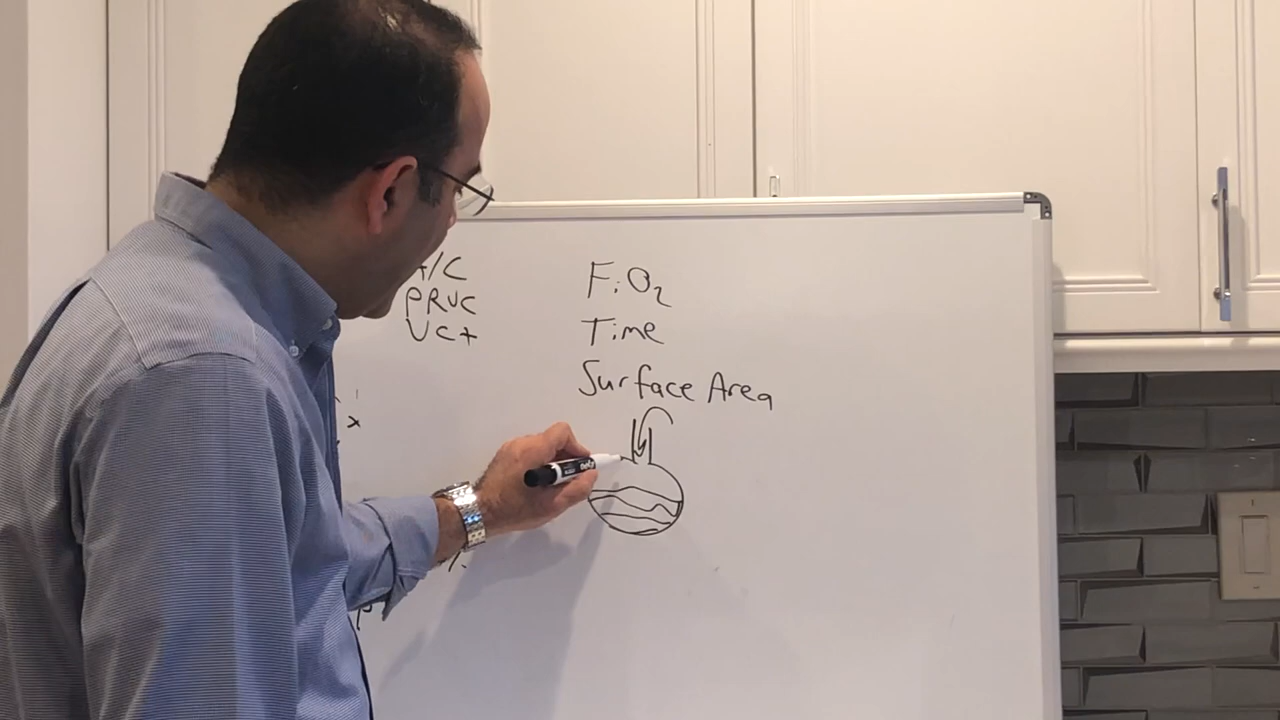 A/C
PRVC
VC+
FiO2
Time
Surface Area
x